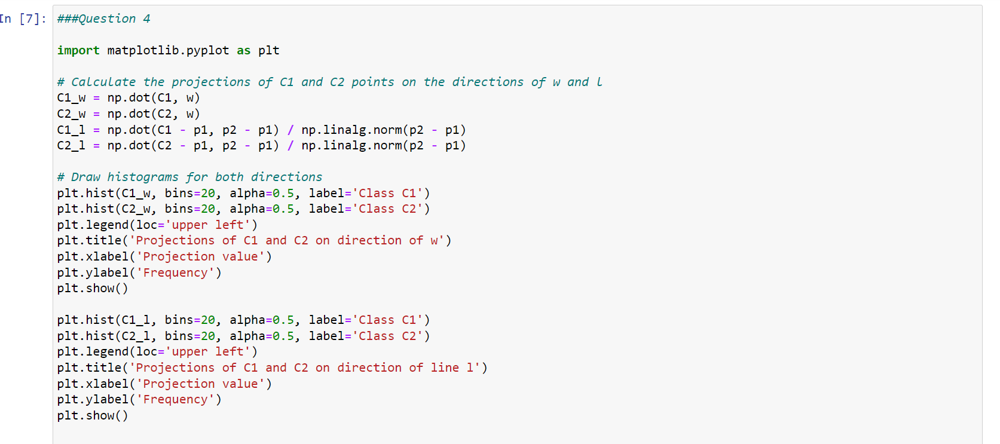 In [7]:
###Question 4
import matplotlib.pyplot as plt
# Calculate the projections of C1 and C2 points on the directions of w and l
C1_w = np.dot(C1, w)
C2_w = np.dot(C2, w)
C1_l = np.dot(C1 - p1, p2 - p1) / np.linalg.norm(p2 - p1)
C2_l = np.dot(C2 - p1, p2 - p1) / np.linalg.norm(p2 - p1)
# Draw histograms for both directions
plt.hist(C1_w, bins=20, alpha=0.5, label='Class C1')
plt.hist(C2_w, bins=20, alpha=0.5, label='Class C2')
plt.legend(loc='upper left')
plt.title('Projections of C1 and C2 on direction of w')
plt.xlabel('Projection value')
plt.ylabel('Frequency')
plt.show()
plt.hist(C1_l, bins=20, alpha=0.5, label='Class C1')
plt.hist(C2_l, bins=20, alpha=0.5, label='Class C2')
plt.legend(loc='upper left')
plt.title('Projections of C1 and C2 on direction of line l')
plt.xlabel('Projection value')
plt.ylabel('Frequency')
plt.show()